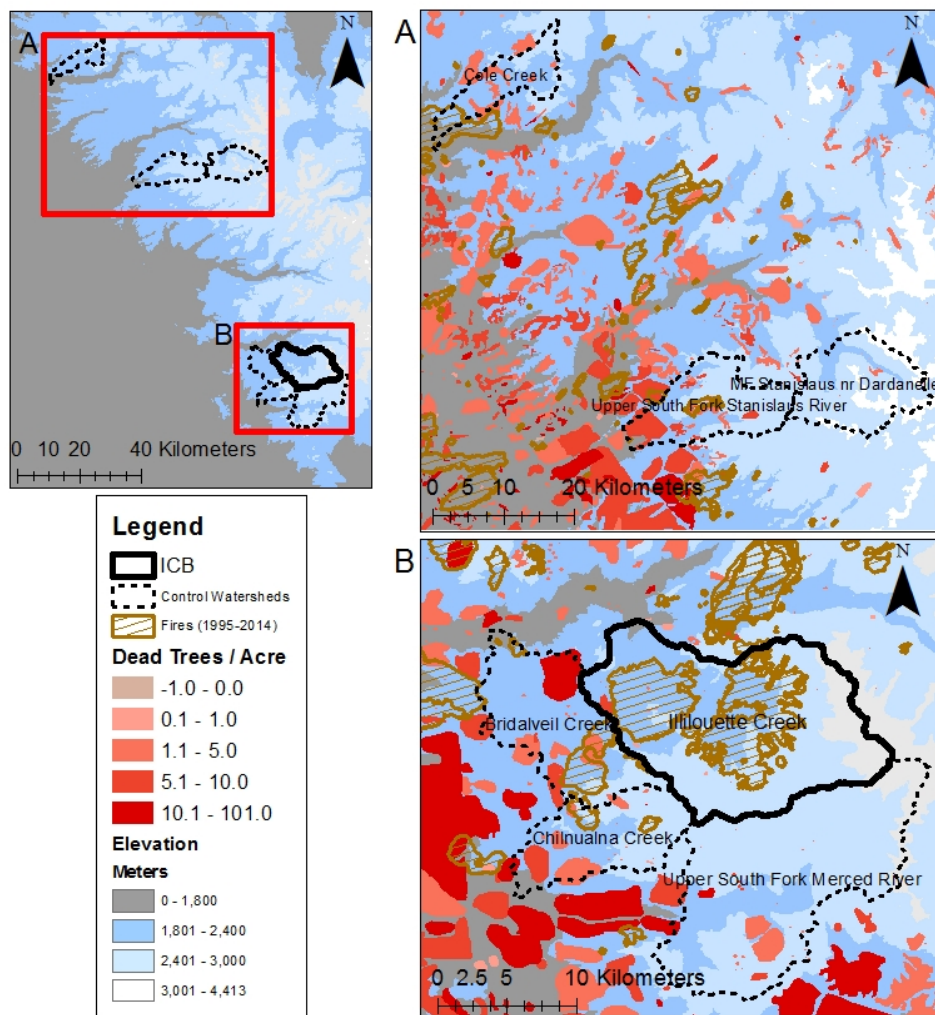 N
A
B
0 10 20 40 Kilometers
Legend
ICB
Control Watersheds
Fires (1995-2014)
Dead Trees / Acre
-1.0 - 0.0
0.1 - 1.0
1.1 - 5.0
5.1 - 10.0
10.1 - 101.0
Elevation
Meters
0 - 1,800
1,801 - 2,400
2,401 - 3,000
3,001 - 4,413
A
N
Cole Creek
MF Stanislaus nr Dardanelle
Upper South Fork Stanislaus River
0 5 10 20 Kilometers
B
N
Bridalveil Creek
Illilouette Creek
Chilnualna Creek
Upper South Fork Merced River
0 2.5 5 10 Kilometers